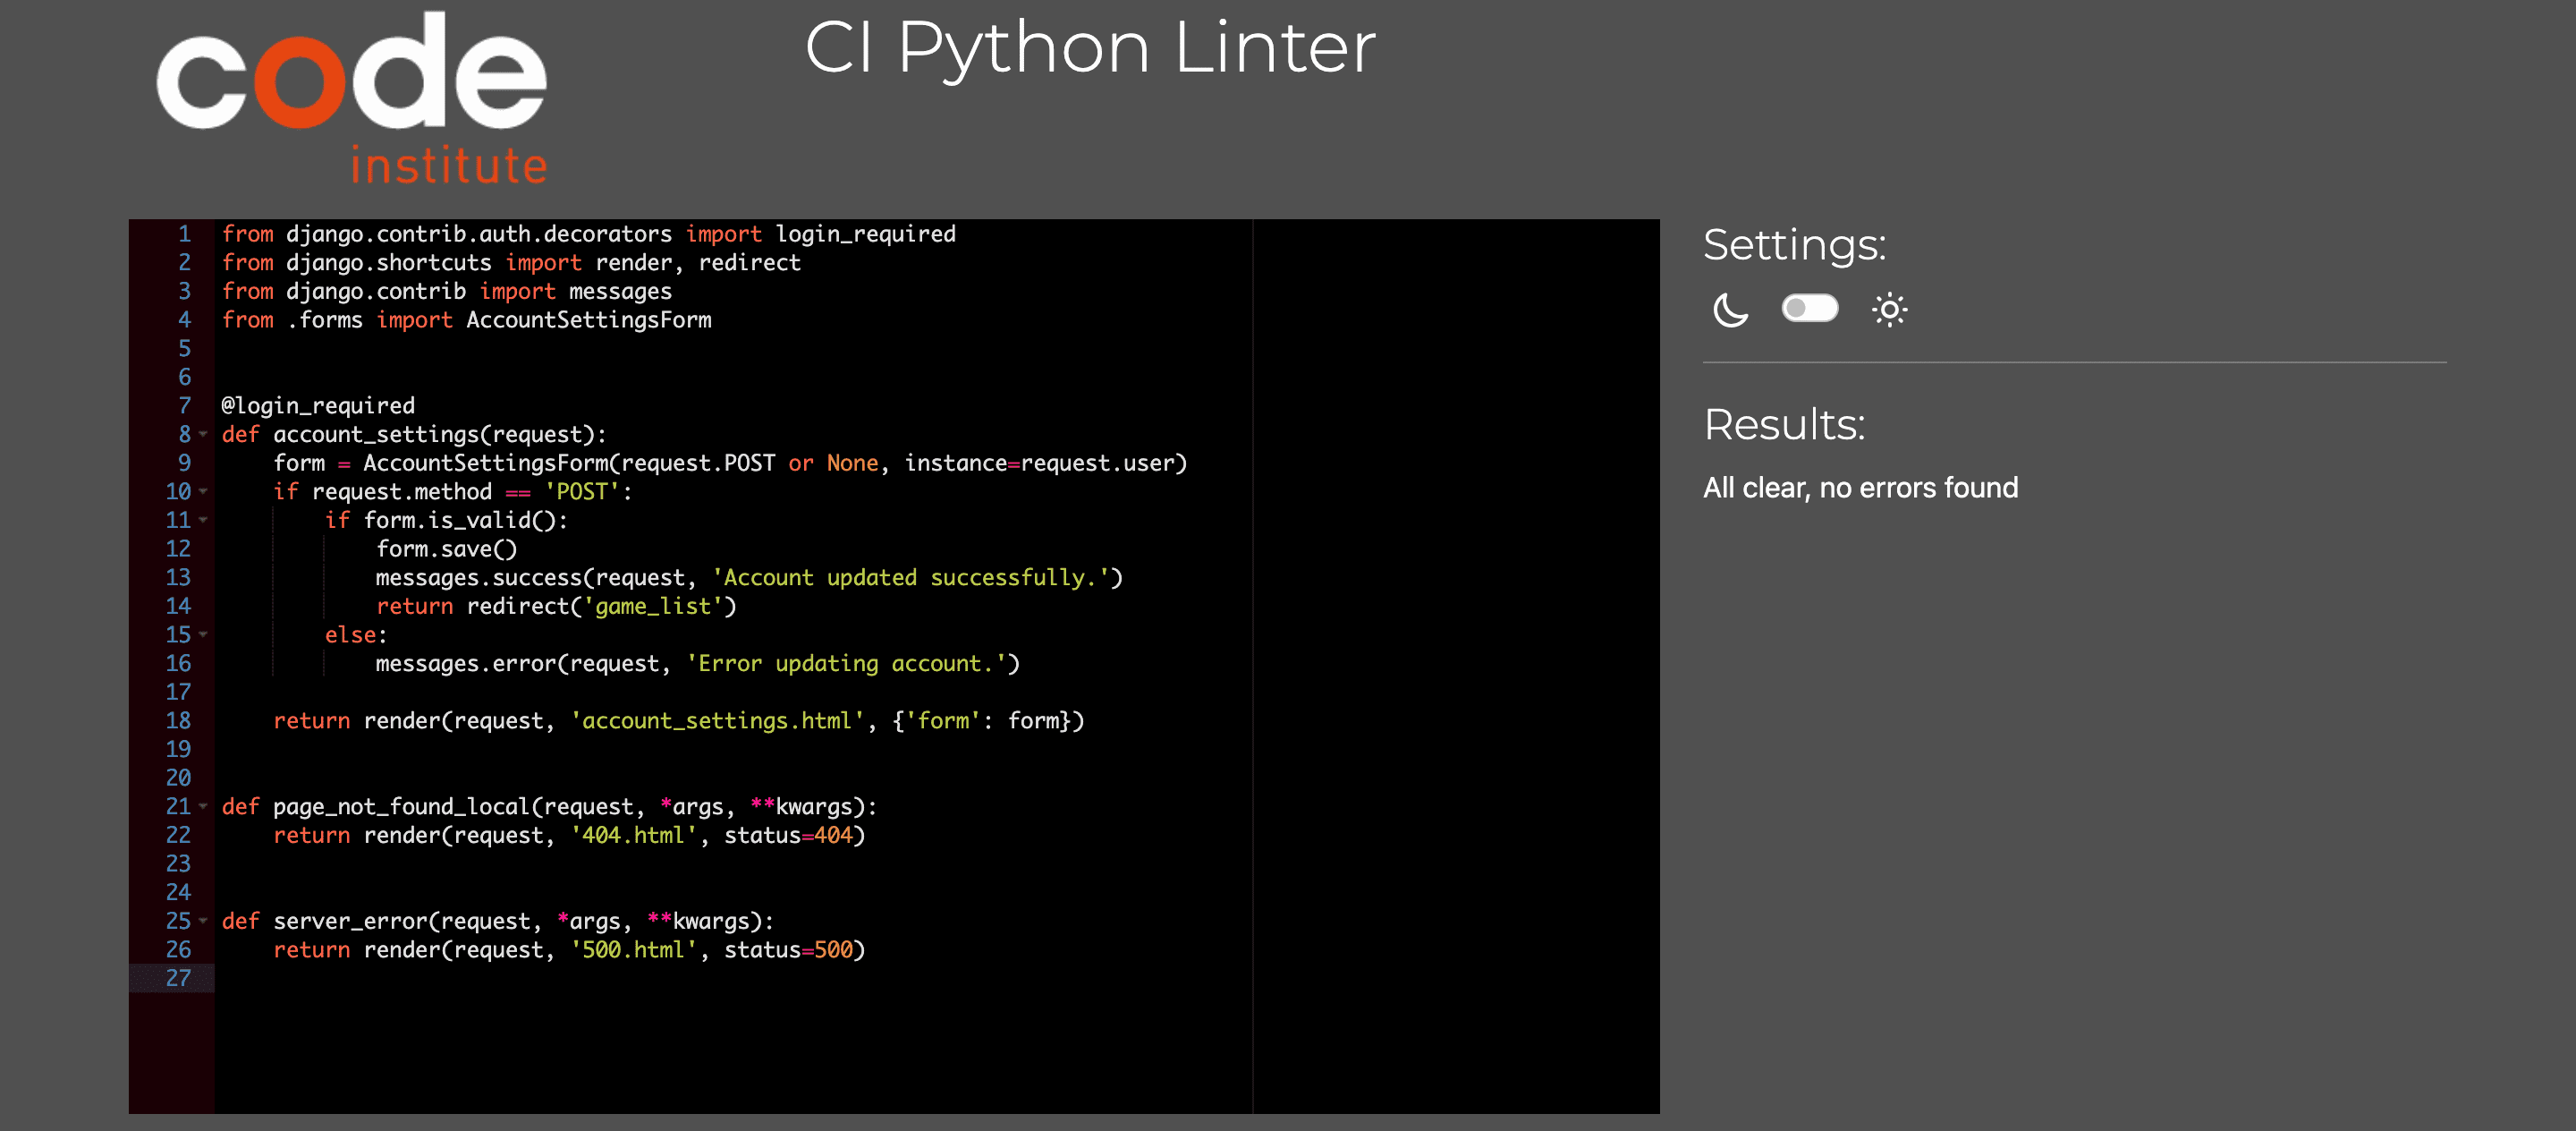 code
institute
CI Python Linter
1 from django.contrib.auth.decorators import login_required
2 from django.shortcuts import render, redirect
3 from django.contrib import messages
4 from .forms import AccountSettingsForm
5
6
7 @login_required
8 def account_settings(request):
9     form = AccountSettingsForm(request.POST or None, instance=request.user)
10     if request.method == 'POST':
11         if form.is_valid():
12             form.save()
13             messages.success(request, 'Account updated successfully.')
14             return redirect('game_list')
15         else:
16             messages.error(request, 'Error updating account.')
17
18     return render(request, 'account_settings.html', {'form': form})
19
20
21 def page_not_found_local(request, *args, **kwargs):
22     return render(request, '404.html', status=404)
23
24
25 def server_error(request, *args, **kwargs):
26     return render(request, '500.html', status=500)
27
Settings:
Results:
All clear, no errors found